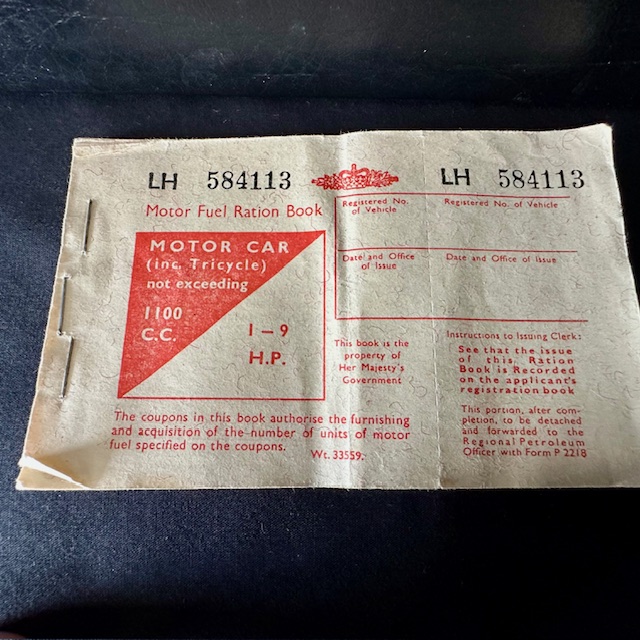 LH 584113
LH 584113
Motor Fuel Ration Book
MOTOR CAR
(inc. Tricycle)
not exceeding
1100
C.C.
1 – 9
H.P.
The coupons in this book authorise the furnishing
and acquisition of the number of units of motor
fuel specified on the coupons.
Wt. 33559.
Registered No.
of Vehicle
Date and Office
of Issue
This book is the
property of
Her Majesty's
Government
Registered No. of Vehicle
Date and Office of Issue
Instructions to Issuing Clerk:
See that the issue
of this Ration
Book is Recorded
on the applicant's
registration book
This portion, after com-
pletion, to be detached
and forwarded to the
Regional Petroleum
Officer with Form P 2218